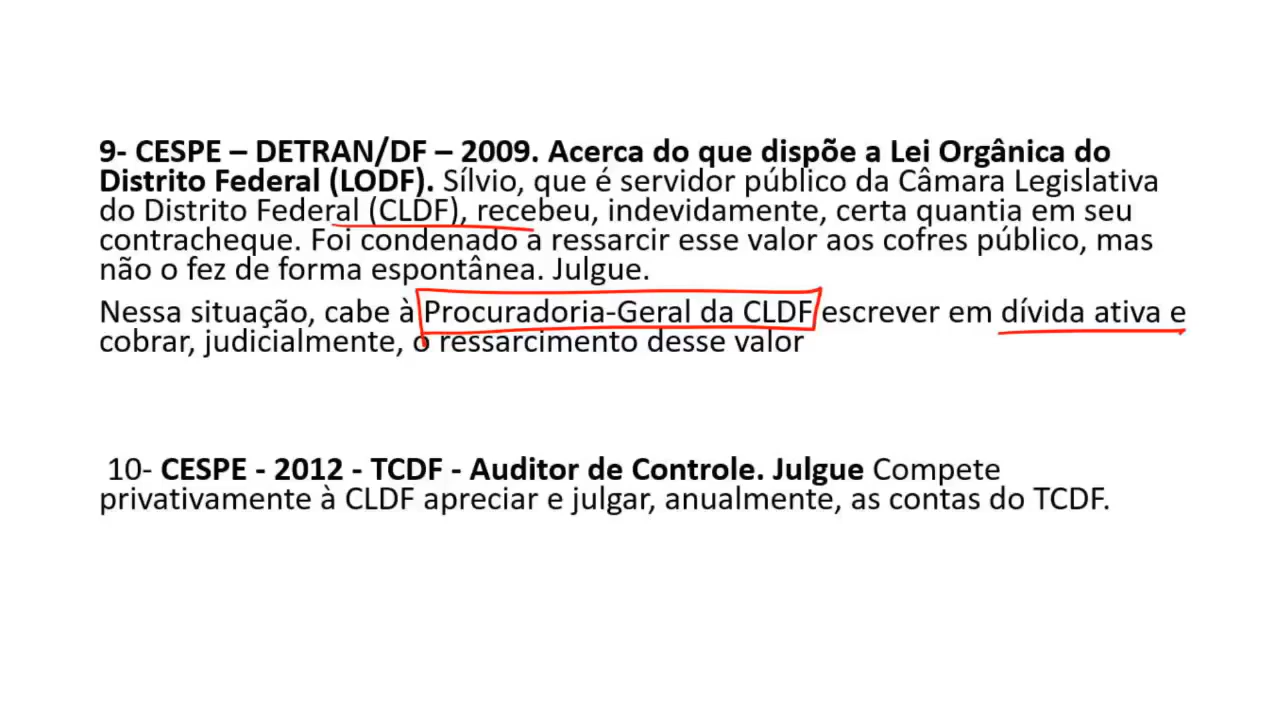 9- CESPE – DETRAN/DF – 2009. Acerca do que dispõe a Lei Orgânica do
Distrito Federal (LODF). Sílvio, que é servidor público da Câmara Legislativa
do Distrito Federal (CLDF), recebeu, indevidamente, certa quantia em seu
contracheque. Foi condenado a ressarcir esse valor aos cofres público, mas
não o fez de forma espontânea. Julgue.
Nessa situação, cabe à Procuradoria-Geral da CLDF escrever em dívida ativa e
cobrar, judicialmente, o ressarcimento desse valor
10- CESPE - 2012 - TCDF - Auditor de Controle. Julgue Compete
privativamente à CLDF apreciar e julgar, anualmente, as contas do TCDF.